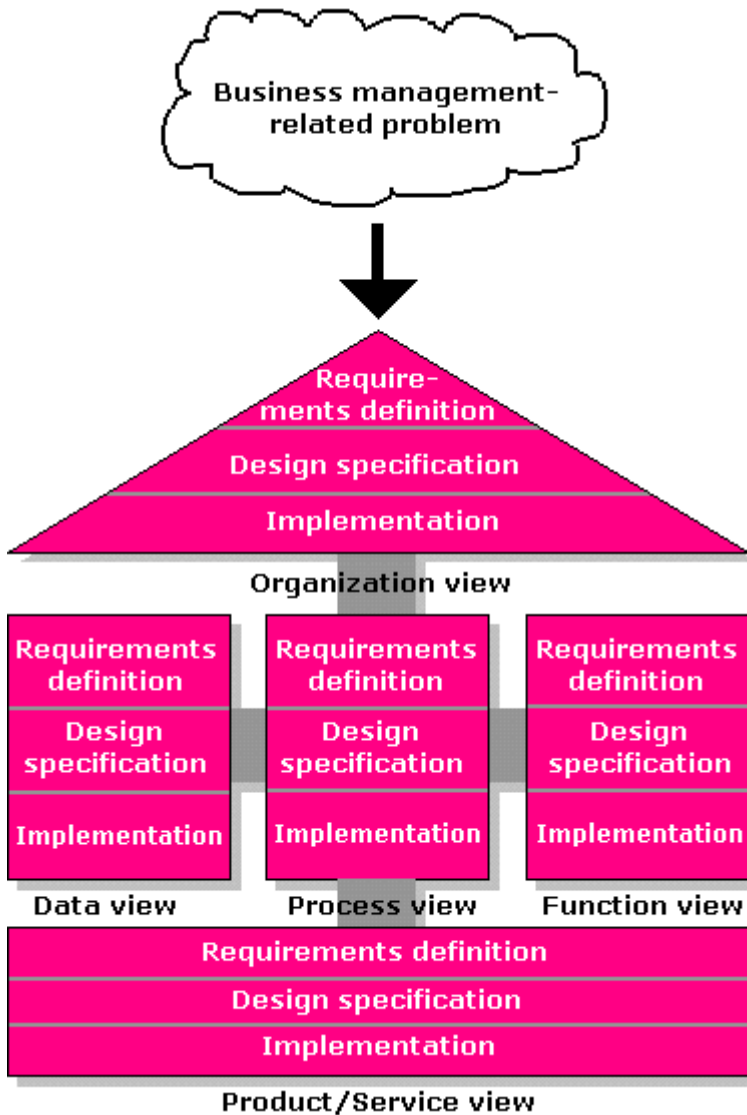 Business management-
related problem
Require-
ments definition
Design specification
Implementation
Organization view
Requirements
definition
Design
specification
Implementation
Data view
Requirements
definition
Design
specification
Implementation
Process view
Requirements
definition
Design
specification
Implementation
Function view
Requirements definition
Design specification
Implementation
Product/Service view